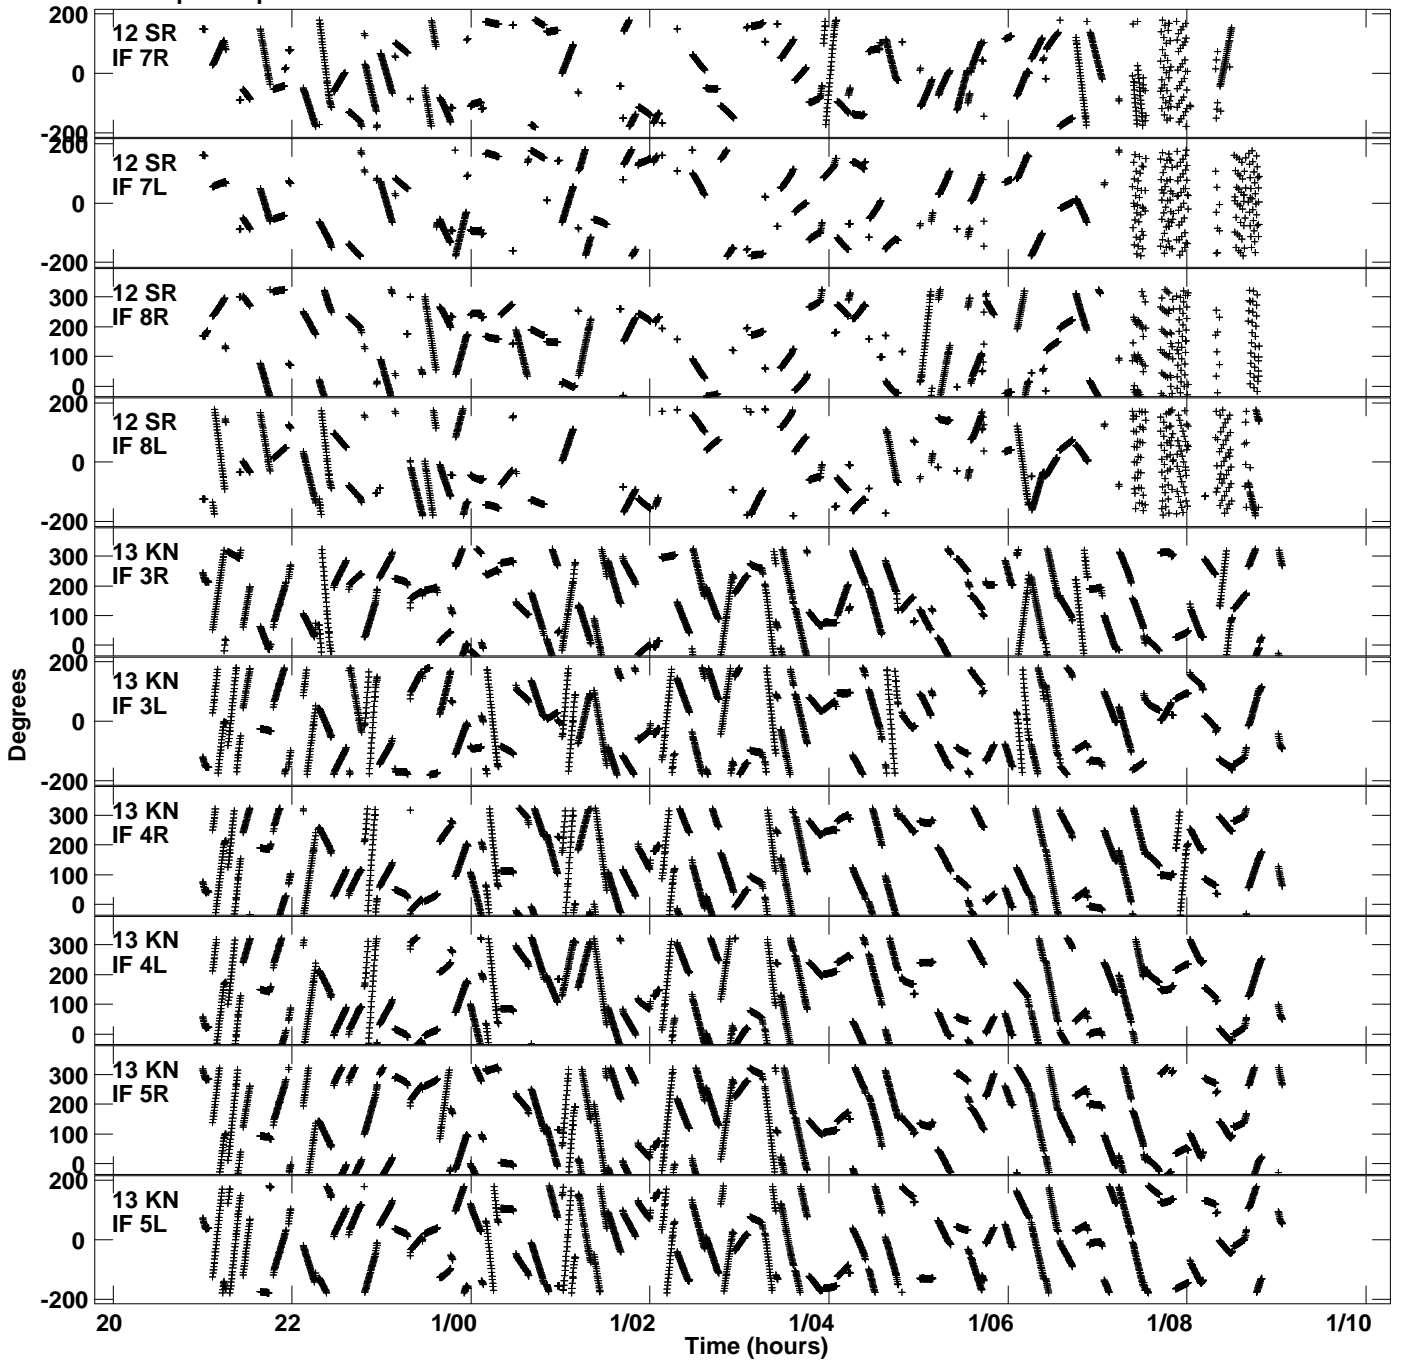 200
12 SR
IF 7R
0
-200
200
12 SR
IF 7L
0
-200
12 SR
IF 8R
300
200
100
0
200
12 SR
IF 8L
0
-200
13 KN
IF 3R
300
200
100
0
200
13 KN
IF 3L
0
-200
13 KN
IF 4R
300
200
100
0
13 KN
IF 4L
300
200
100
0
13 KN
IF 5R
300
200
100
0
200
13 KN
IF 5L
0
-200
Degrees
20 22 1/00 1/02 1/04 1/06 1/08 1/10
Time (hours)